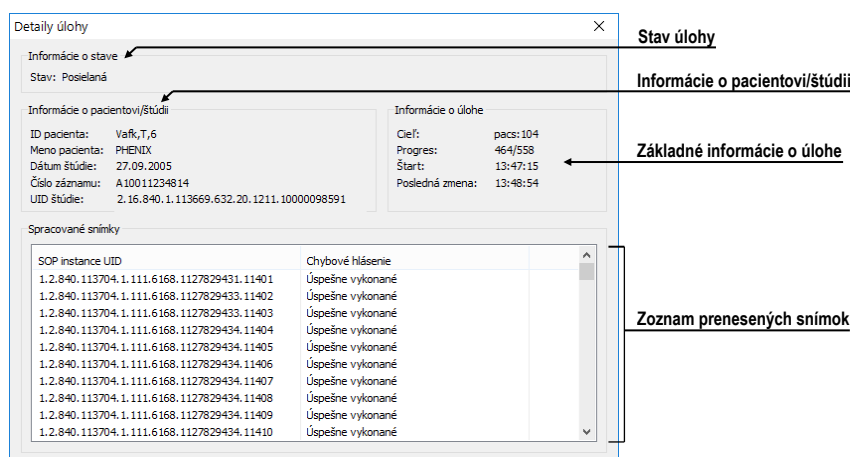 Detaily úlohy
Stav úlohy
Informácie o stave
Stav: Posielaná
Informácie o pacientovi/štúdii
Informácie o pacientovi/štúdii
ID pacienta: Vafk,T,6
Meno pacienta: PHENIX
Dátum štúdie: 27.09.2005
Číslo záznamu: A10011234814
UID štúdie: 2.16.840.1.113669.632.20.1211.10000098591
Informácie o úlohe
Cieľ: pacs:104
Progres: 464/558
Štart: 13:47:15
Posledná zmena: 13:48:54
Základné informácie o úlohe
Spracované snímky
SOP instance UID Chybové hlásenie
1.2.840.113704.1.111.6168.1127829431.11401 Úspešne vykonané
1.2.840.113704.1.111.6168.1127829433.11402 Úspešne vykonané
1.2.840.113704.1.111.6168.1127829433.11403 Úspešne vykonané
1.2.840.113704.1.111.6168.1127829434.11404 Úspešne vykonané
1.2.840.113704.1.111.6168.1127829434.11405 Úspešne vykonané
1.2.840.113704.1.111.6168.1127829434.11406 Úspešne vykonané
1.2.840.113704.1.111.6168.1127829434.11407 Úspešne vykonané
1.2.840.113704.1.111.6168.1127829434.11408 Úspešne vykonané
1.2.840.113704.1.111.6168.1127829434.11409 Úspešne vykonané
1.2.840.113704.1.111.6168.1127829434.11410 Úspešne vykonané
Zoznam prenesených snímok